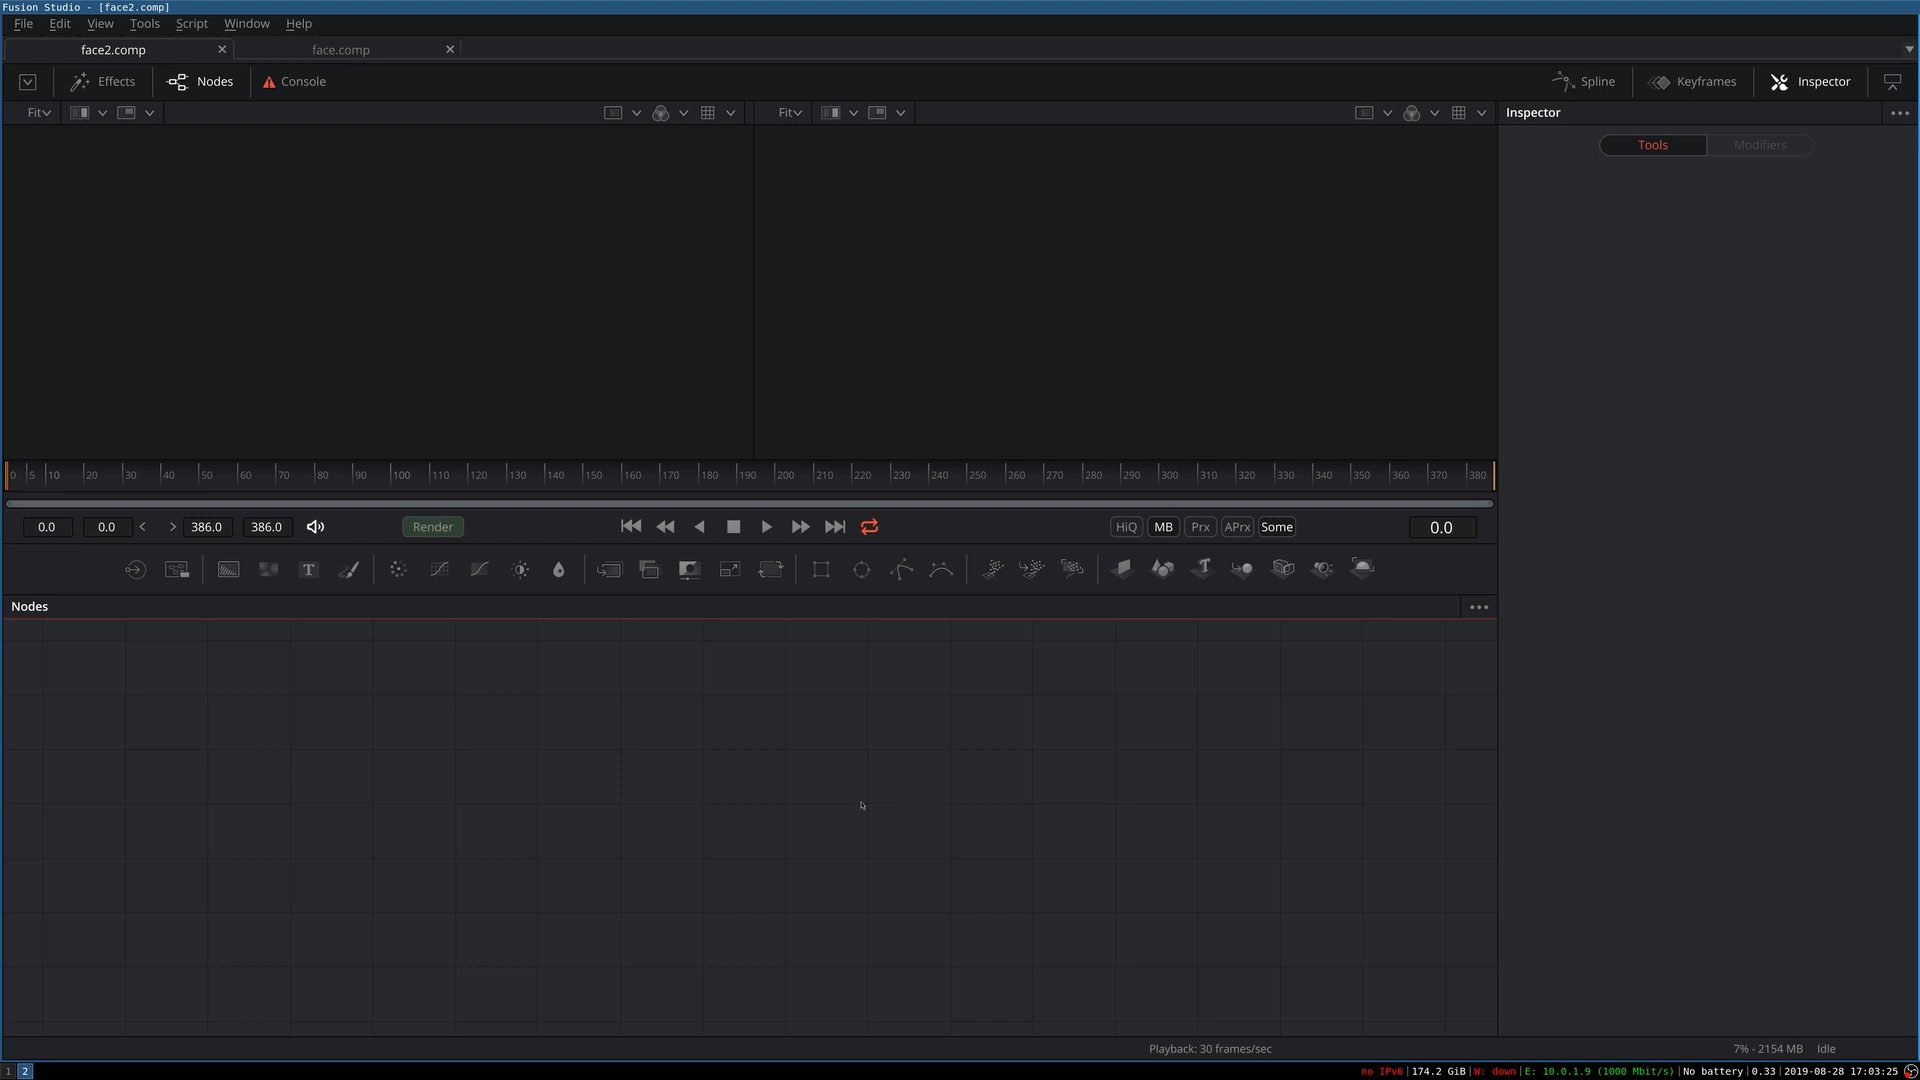 Fusion Studio - [face2.comp]
File Edit View Tools Script Window Help
face2.comp face.comp
Effects Nodes Console Spline Keyframes Inspector
Fit Fit Inspector
Tools Modifiers
0 5 10 20 30 40 50 60 70 80 90 100 110 120 130 140 150 160 170 180 190 200 210 220 230 240 250 260 270 280 290 300 310 320 330 340 350 360 370 380
0.0 0.0 < > 386.0 386.0 Render HiQ MB Prx APrx Some 0.0
T
Nodes
Playback: 30 frames/sec 7% - 2154 MB Idle
1 2 no IPv6|174.2 GiB|W: down|E: 10.0.1.9 (1000 Mbit/s)|No battery|0.33|2019-08-28 17:03:25